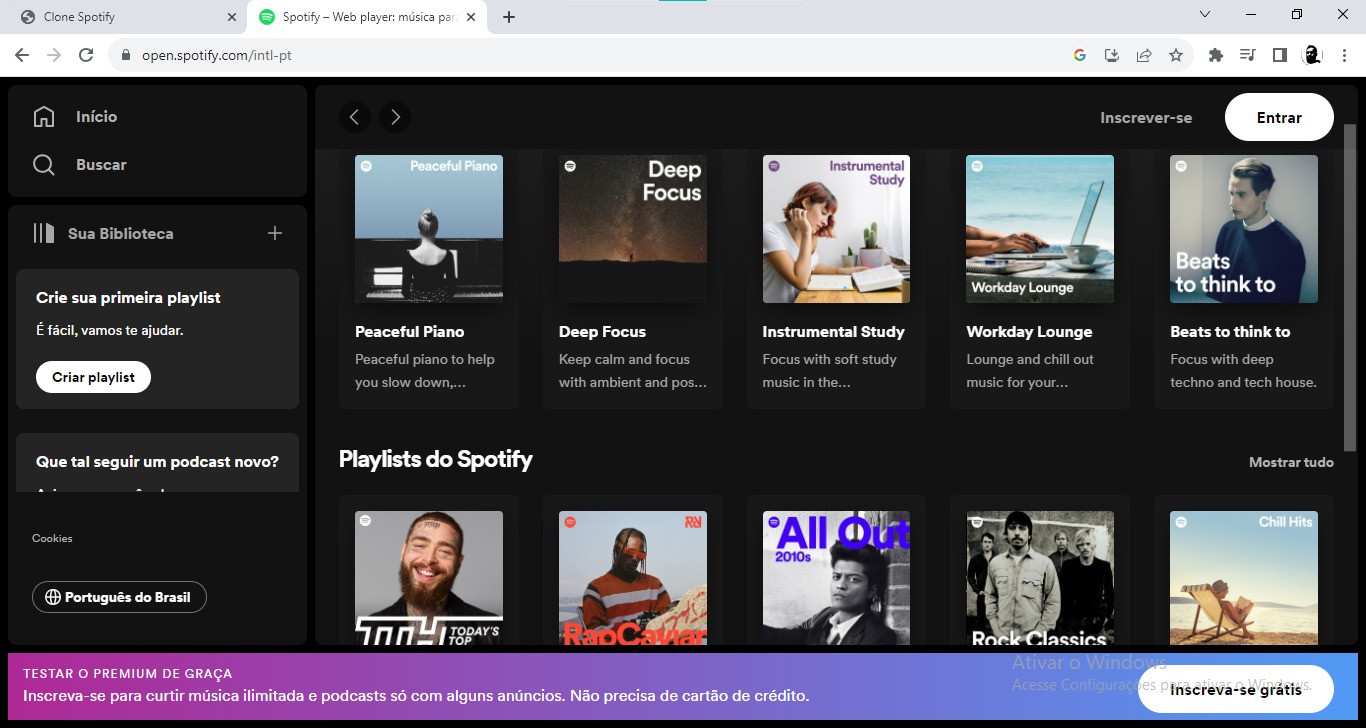 Clone Spotify
Spotify – Web player: música par
open.spotify.com/intl-pt
Início
Buscar
Sua Biblioteca
Crie sua primeira playlist
É fácil, vamos te ajudar.
Criar playlist
Que tal seguir um podcast novo?
Cookies
Português do Brasil
Inscrever-se
Entrar
Peaceful Piano
Deep
Focus
Instrumental
Study
Workday Lounge
Beats
to think to
Peaceful Piano
Peaceful piano to help
you slow down,...
Deep Focus
Keep calm and focus
with ambient and pos...
Instrumental Study
Focus with soft study
music in the...
Workday Lounge
Lounge and chill out
music for your...
Beats to think to
Focus with deep
techno and tech house.
Playlists do Spotify
Mostrar tudo
TODAY'S
TOP
RapCaviar
All Out
2010s
Rock Classics
Chill Hits
TESTAR O PREMIUM DE GRAÇA
Inscreva-se para curtir música ilimitada e podcasts só com alguns anúncios. Não precisa de cartão de crédito.
Inscreva-se grátis
Ativar o Windows
Acesse Configurações para ativar o Windows.